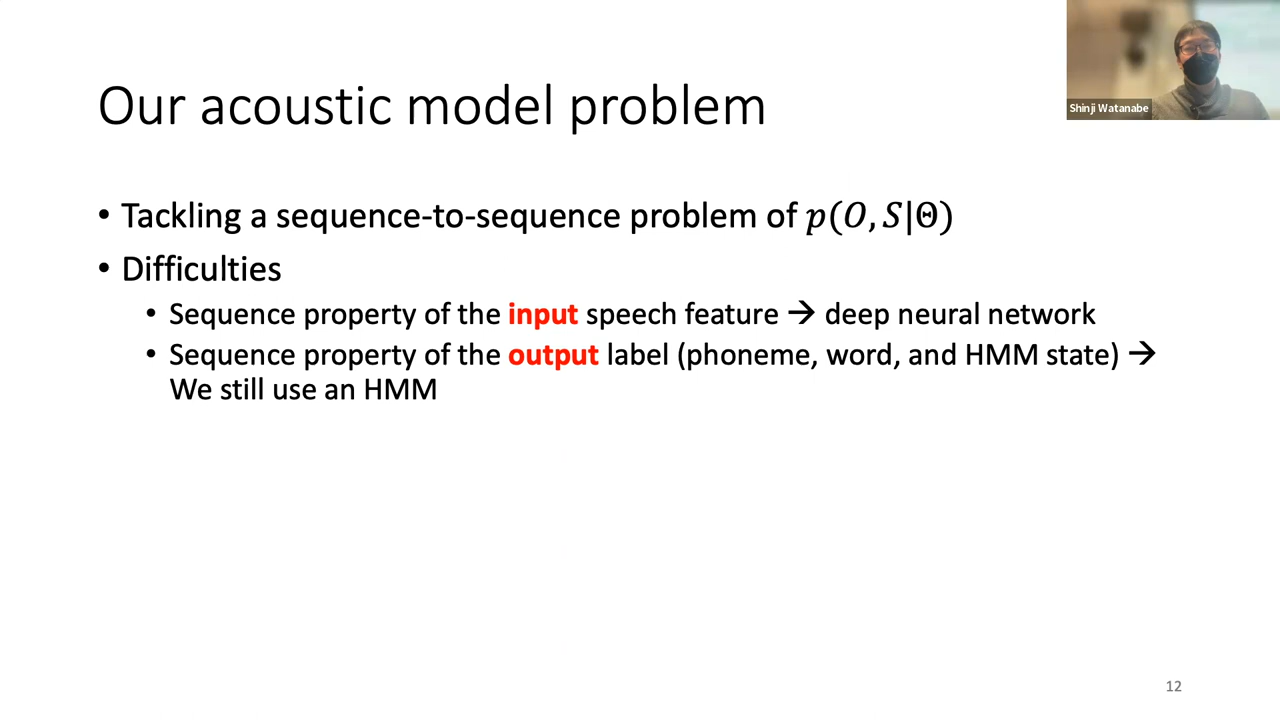 Shinji Watanabe
Our acoustic model problem
• Tackling a sequence-to-sequence problem of 𝑝(𝑂, 𝑆|Θ)
• Difficulties
• Sequence property of the input speech feature → deep neural network
• Sequence property of the output label (phoneme, word, and HMM state) →
We still use an HMM
12